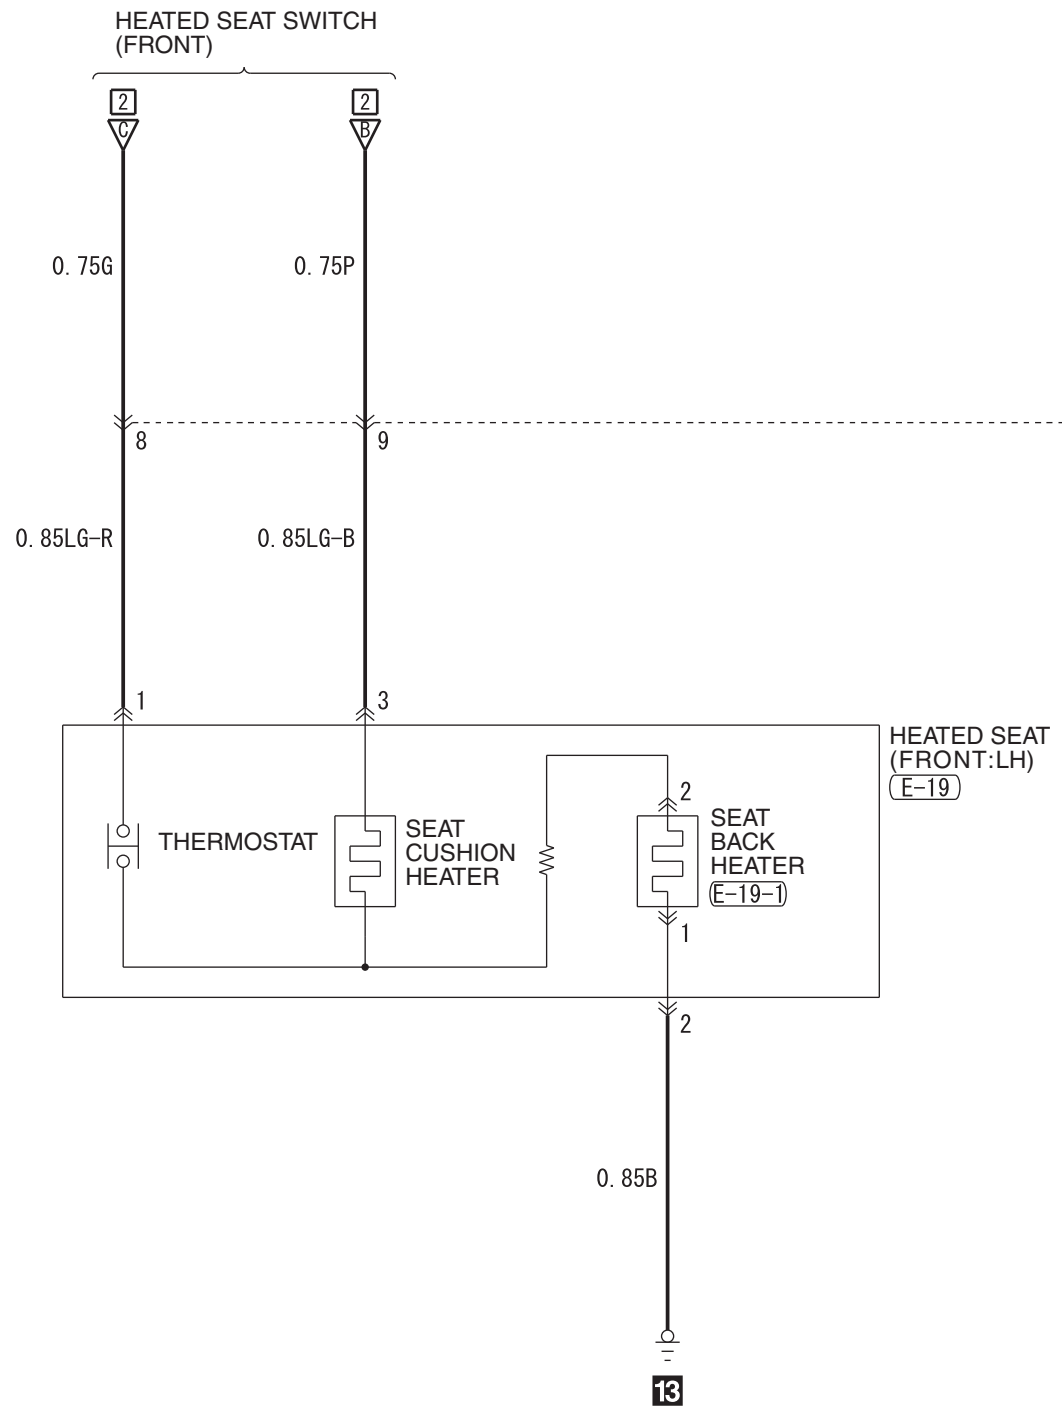 HEATED SEAT SWITCH
(FRONT)
2
2
C
B
0.75G
0.75P
8
9
0.85LG-R
0.85LG-B
1
3
HEATED SEAT
(FRONT:LH)
E-19
2
THERMOSTAT
SEAT
CUSHION
HEATER
SEAT
BACK
HEATER
E-19-1
1
2
0.85B
13